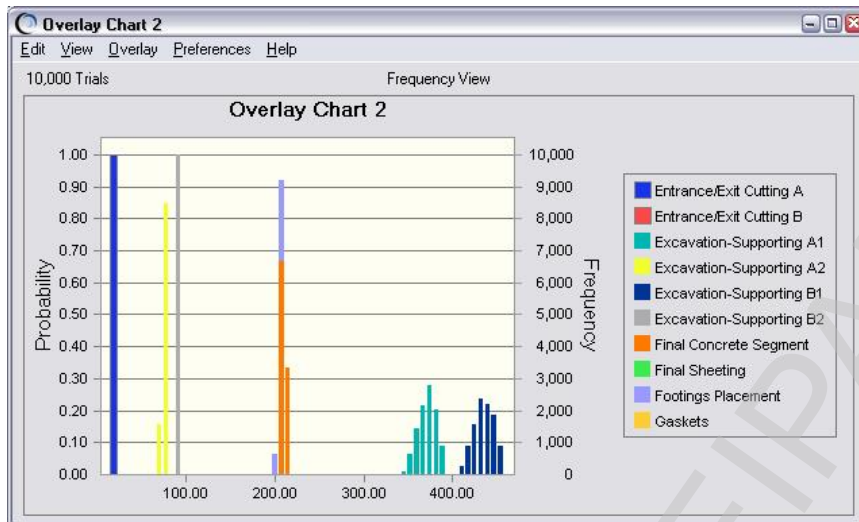 Overlay Chart 2
Edit View Overlay Preferences Help
10,000 Trials Frequency View
Overlay Chart 2
1.00
0.90
0.80
0.70
0.60
0.50
0.40
0.30
0.20
0.10
0.00
Probability
100.00 200.00 300.00 400.00
10,000
9,000
8,000
7,000
6,000
5,000
4,000
3,000
2,000
1,000
0
Frequency
Entrance/Exit Cutting A
Entrance/Exit Cutting B
Excavation-Supporting A1
Excavation-Supporting A2
Excavation-Supporting B1
Excavation-Supporting B2
Final Concrete Segment
Final Sheeting
Footings Placement
Gaskets